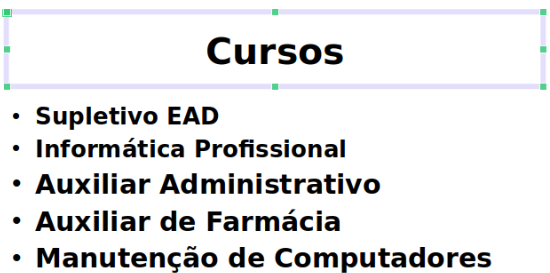 Cursos
• Supletivo EAD
• Informática Profissional
• Auxiliar Administrativo
• Auxiliar de Farmácia
• Manutenção de Computadores